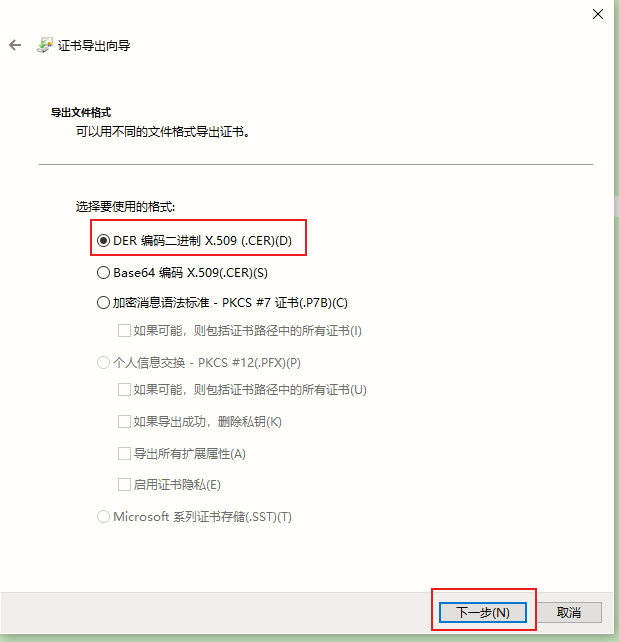 证书导出向导
导出文件格式
可以用不同的文件格式导出证书。
选择要使用的格式:
DER 编码二进制 X.509 (.CER)(D)
Base64 编码 X.509(.CER)(S)
加密消息语法标准 - PKCS #7 证书(.P7B)(C)
如果可能，则包括证书路径中的所有证书(I)
个人信息交换 - PKCS #12(.PFX)(P)
如果可能，则包括证书路径中的所有证书(U)
如果导出成功，删除私钥(K)
导出所有扩展属性(A)
启用证书隐私(E)
Microsoft 系列证书存储(.SST)(T)
下一步(N) 取消